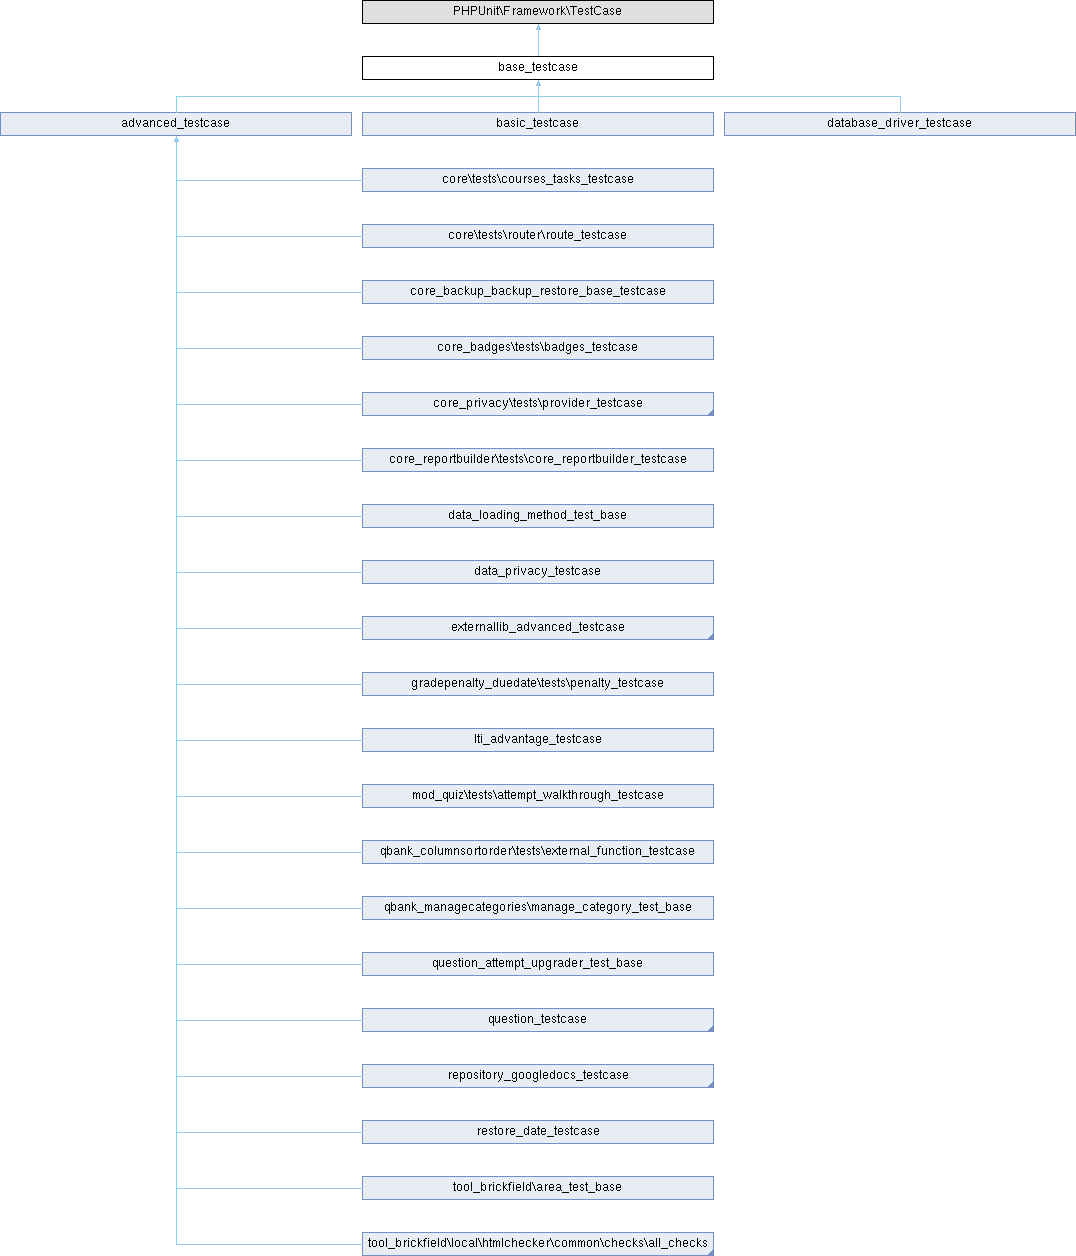 PHPUnit\Framework\TestCase
base_testcase
advanced_testcase
basic_testcase
database_driver_testcase
core\tests\courses_tasks_testcase
core\tests\router\route_testcase
core_backup_backup_restore_base_testcase
core_badges\tests\badges_testcase
core_privacy\tests\provider_testcase
core_reportbuilder\tests\core_reportbuilder_testcase
data_loading_method_test_base
data_privacy_testcase
externallib_advanced_testcase
gradepenalty_duedate\tests\penalty_testcase
lti_advantage_testcase
mod_quiz\tests\attempt_walkthrough_testcase
qbank_columnsortorder\tests\external_function_testcase
qbank_managecategories\manage_category_test_base
question_attempt_upgrader_test_base
question_testcase
repository_googledocs_testcase
restore_date_testcase
tool_brickfield\area_test_base
tool_brickfield\local\htmlchecker\common\checks\all_checks